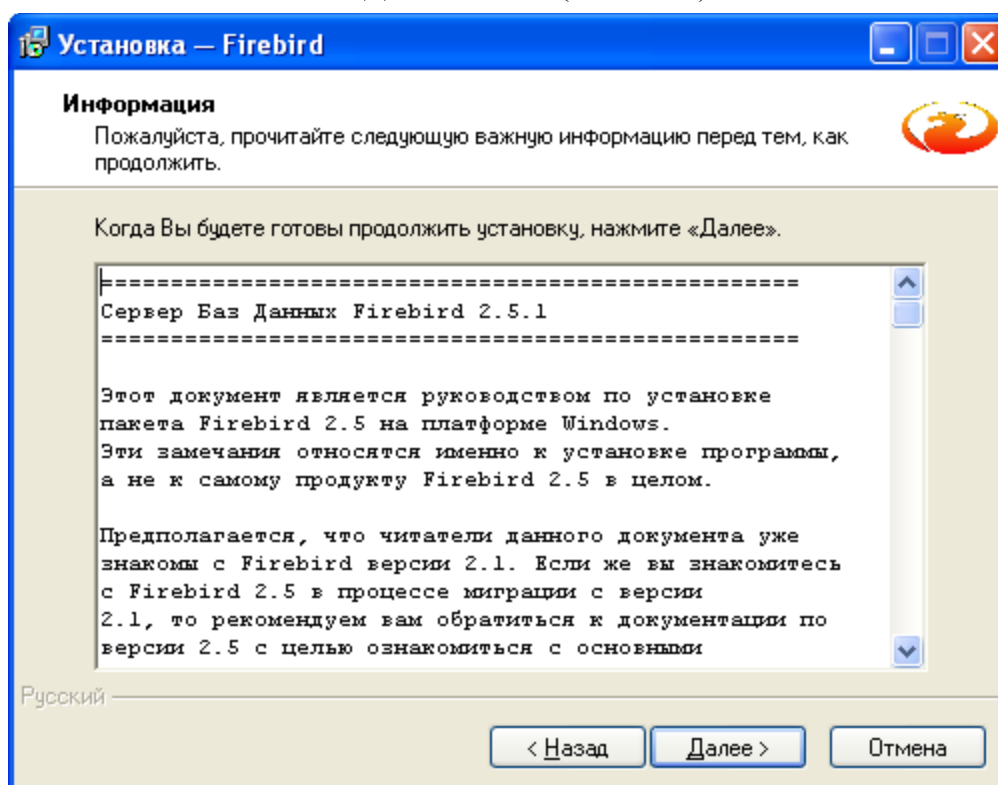 Установка — Firebird
Информация
Пожалуйста, прочитайте следующую важную информацию перед тем, как
продолжить.
Когда Вы будете готовы продолжить установку, нажмите «Далее».
==================================================
Сервер Баз Данных Firebird 2.5.1
==================================================
Этот документ является руководством по установке
пакета Firebird 2.5 на платформе Windows.
Эти замечания относятся именно к установке программы,
а не к самому продукту Firebird 2.5 в целом.
Предполагается, что читатели данного документа уже
знакомы с Firebird версии 2.1. Если же вы знакомитесь
с Firebird 2.5 в процессе миграции с версии
2.1, то рекомендуем вам обратиться к документации по
версии 2.5 с целью ознакомиться с основными
Русский
< Назад
Далее >
Отмена